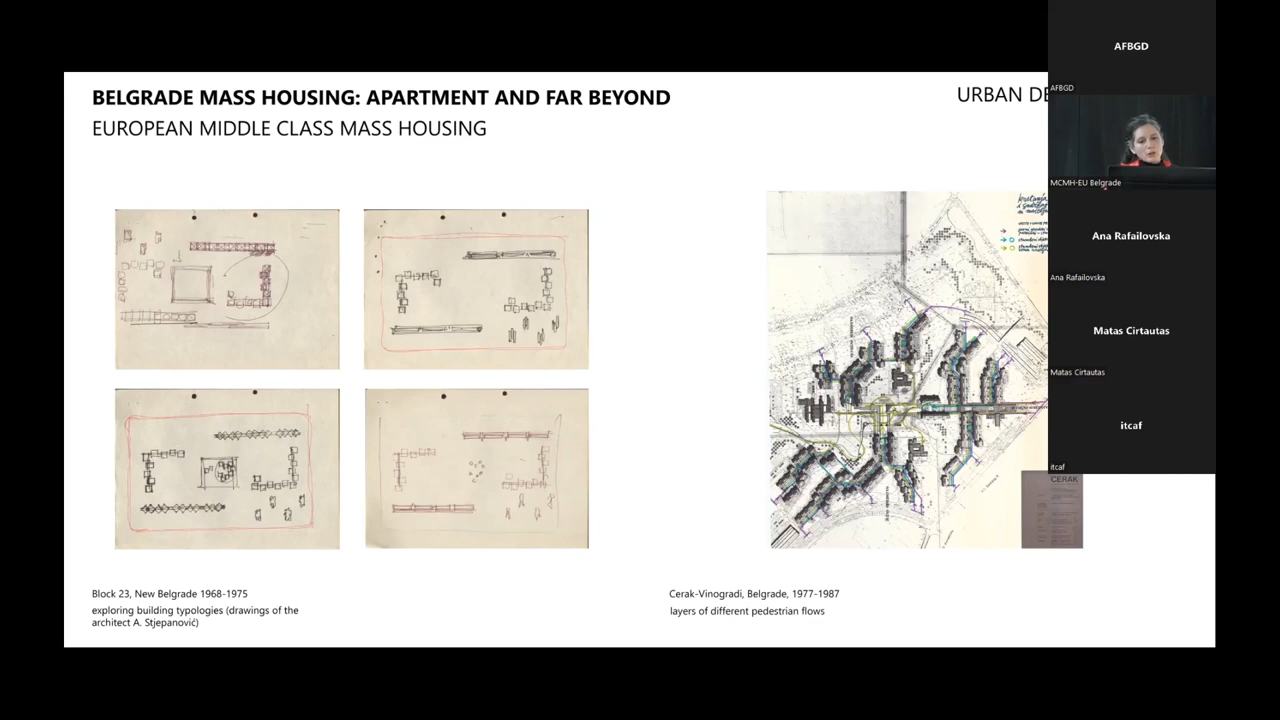 BELGRADE MASS HOUSING: APARTMENT AND FAR BEYOND
EUROPEAN MIDDLE CLASS MASS HOUSING
URBAN DE
Block 23, New Belgrade 1968-1975
exploring building typologies (drawings of the
architect A. Stjepanović)
Cerak-Vinogradi, Belgrade, 1977-1987
layers of different pedestrian flows
CERAK
AFBGD
AFBGD
MCMH-EU Belgrade
Ana Rafailovska
Ana Rafailovska
Matas Cirtautas
Matas Cirtautas
itcaf
itcaf